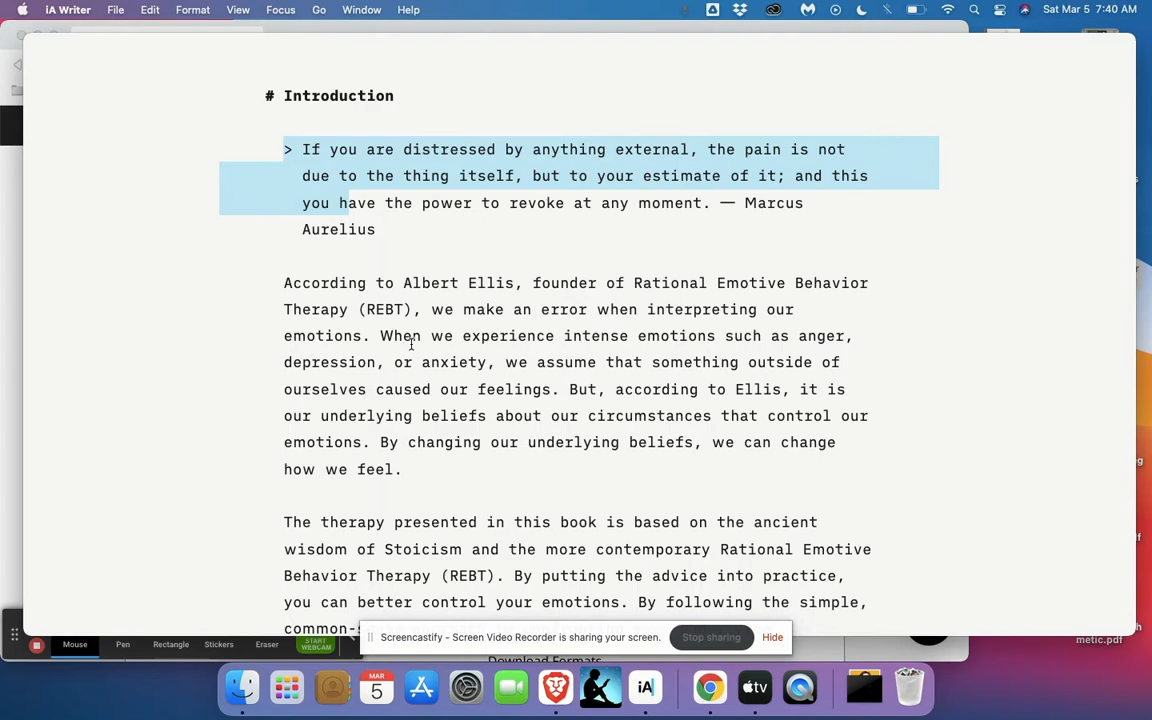 iA Writer File Edit Format View Focus Go Window Help Sat Mar 5 7:40 AM
# Introduction
> If you are distressed by anything external, the pain is not
due to the thing itself, but to your estimate of it; and this
you have the power to revoke at any moment. — Marcus
Aurelius
According to Albert Ellis, founder of Rational Emotive Behavior
Therapy (REBT), we make an error when interpreting our
emotions. When we experience intense emotions such as anger,
depression, or anxiety, we assume that something outside of
ourselves caused our feelings. But, according to Ellis, it is
our underlying beliefs about our circumstances that control our
emotions. By changing our underlying beliefs, we can change
how we feel.
The therapy presented in this book is based on the ancient
wisdom of Stoicism and the more contemporary Rational Emotive
Behavior Therapy (REBT). By putting the advice into practice,
you can better control your emotions. By following the simple,
Screencastify - Screen Video Recorder is sharing your screen. Stop sharing Hide
Mouse Pen Rectangle Stickers Eraser START WEBCAM
metic.pdf
MAR
5
iA
tv